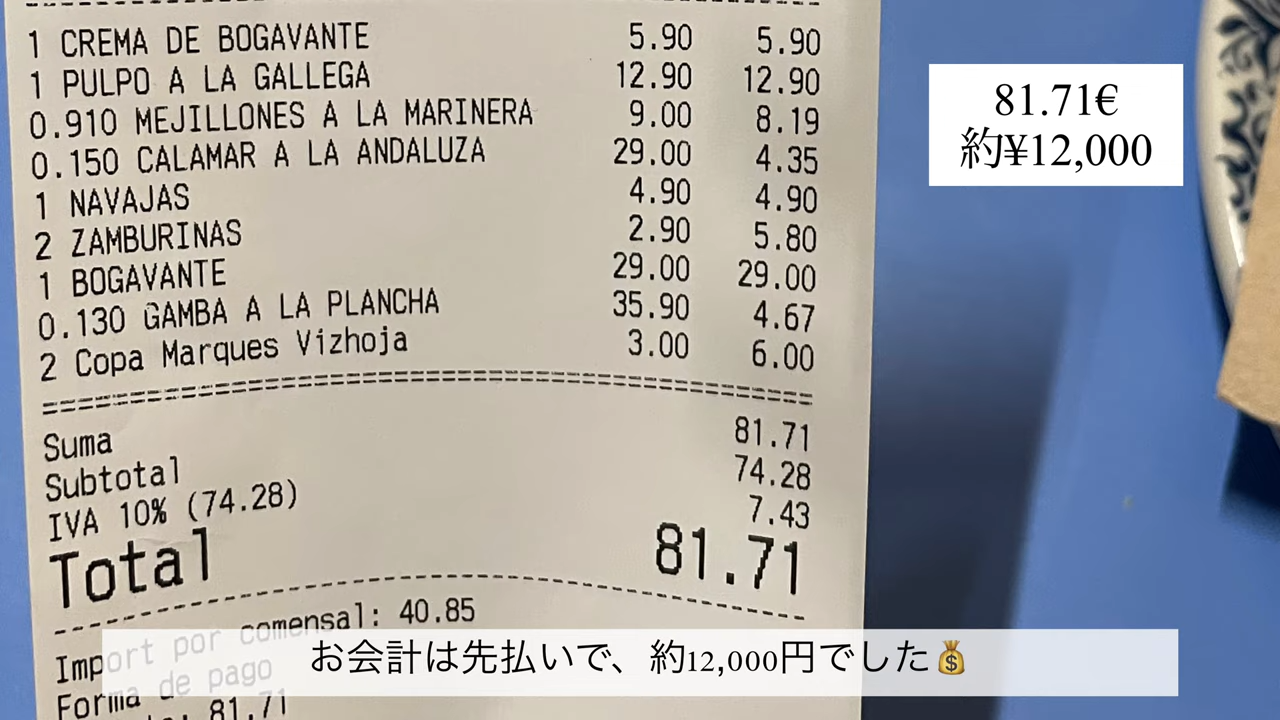 1 CREMA DE BOGAVANTE 5.90 5.90
1 PULPO A LA GALLEGA 12.90 12.90
0.910 MEJILLONES A LA MARINERA 9.00 8.19
0.150 CALAMAR A LA ANDALUZA 29.00 4.35
1 NAVAJAS 4.90 4.90
2 ZAMBURINAS 2.90 5.80
1 BOGAVANTE 29.00 29.00
0.130 GAMBA A LA PLANCHA 35.90 4.67
2 Copa Marques Vizhoja 3.00 6.00
Suma 81.71
Subtotal 74.28
IVA 10% (74.28) 7.43
Total 81.71
Import por comensal: 40.85
Forma de pago
81.71
81.71€
約¥12,000
お会計は先払いで、約12,000円でした💰